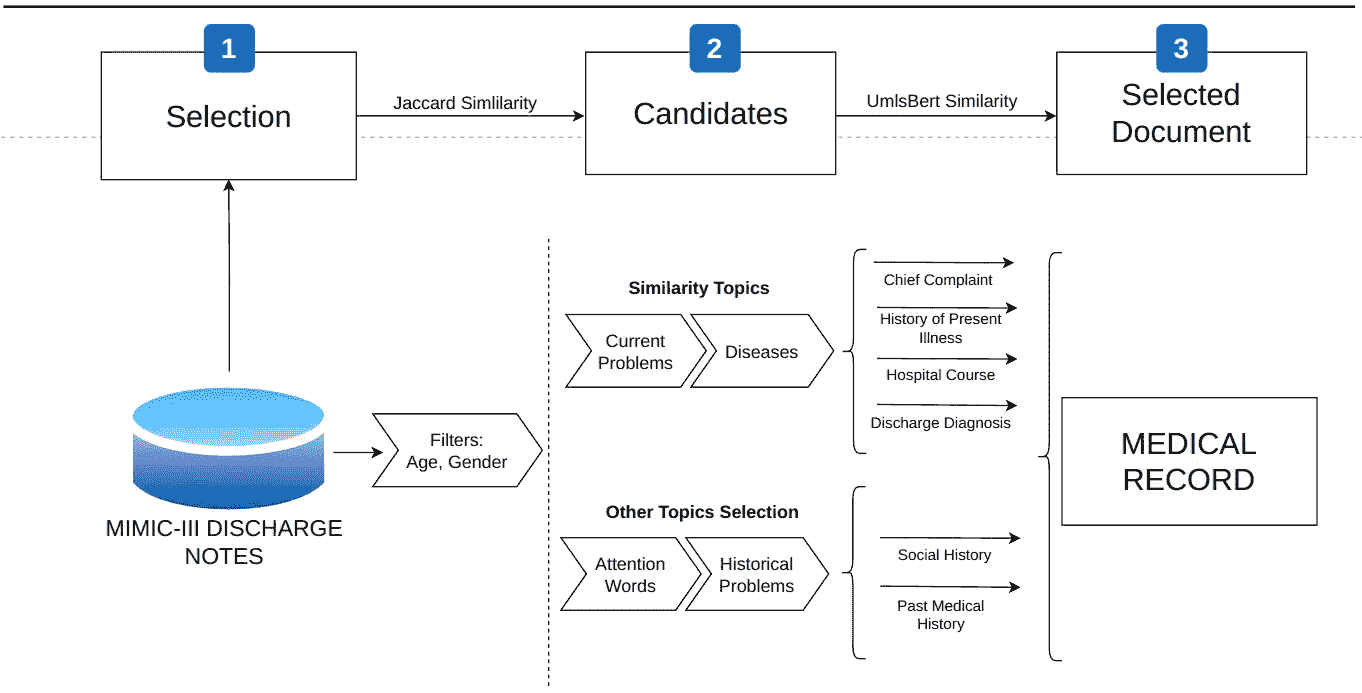 1
2
3
Selection
Jaccard Simlilarity
Candidates
UmlsBert Similarity
Selected
Document
Similarity Topics
Current
Problems
Diseases
Chief Complaint
History of Present
Illness
Hospital Course
Discharge Diagnosis
Filters:
Age, Gender
MIMIC-III DISCHARGE
NOTES
Other Topics Selection
Attention
Words
Historical
Problems
Social History
Past Medical
History
MEDICAL
RECORD